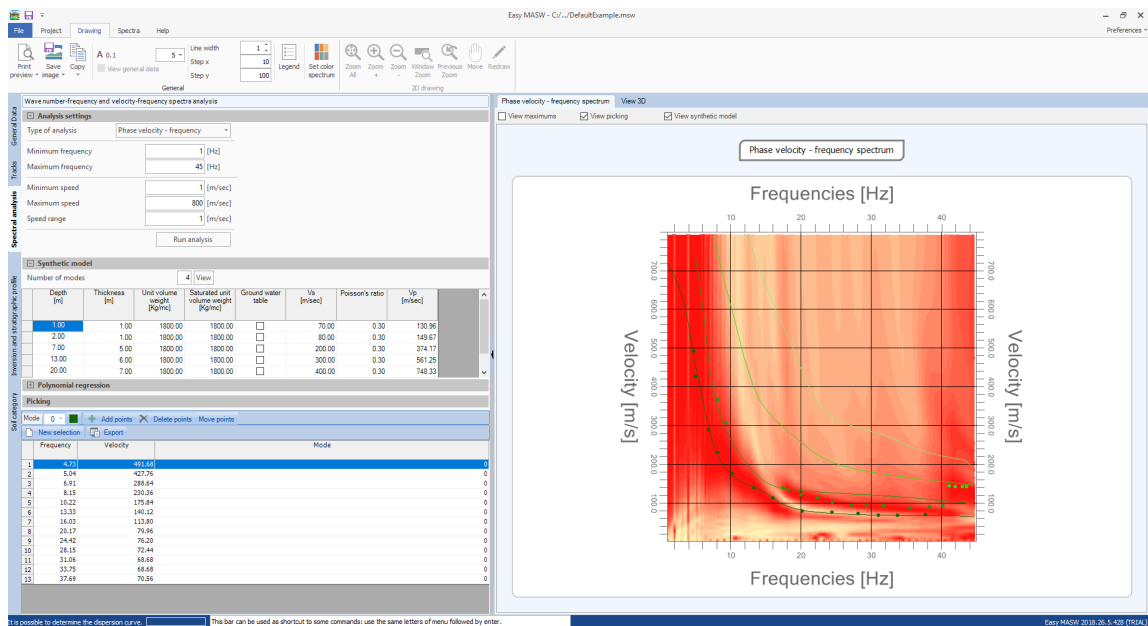 Easy MASW - C:/.../DefaultExample.msw
File Project Drawing Spectra Help
Preferences
Print preview
Save image
Copy
A 0.1
5
View general data
Line width 1
Step x 10
Step y 100
Legend
Set color spectrum
Zoom All
Zoom +
Zoom -
Window Zoom
Previous Zoom
Move
Redraw
General
2D drawing
General Data
Tracks
Spectral analysis
Inversion and stratigraphic profile
Soil category
Wave number-frequency and velocity-frequency spectra analysis
Analysis settings
Type of analysis Phase velocity - frequency
Minimum frequency 1 [Hz]
Maximum frequency 45 [Hz]
Minimum speed 1 [m/sec]
Maximum speed 800 [m/sec]
Speed range 1 [m/sec]
Run analysis
Synthetic model
Number of modes 4 View
Depth [m] Thickness [m] Unit volume weight [Kg/mc] Saturated unit volume weight [Kg/mc] Ground water table Vs [m/sec] Poisson's ratio Vp [m/sec]
1.00 1.00 1800.00 1800.00 70.00 0.30 130.96
2.00 1.00 1800.00 1800.00 80.00 0.30 149.67
7.00 5.00 1800.00 1800.00 200.00 0.30 374.17
13.00 6.00 1800.00 1800.00 300.00 0.30 561.25
20.00 7.00 1800.00 1800.00 400.00 0.30 748.33
Polynomial regression
Picking
Mode 0 Add points Delete points Move points
New selection Export
Frequency Velocity Mode
1 4.73 491.68 0
2 5.04 427.76 0
3 6.91 288.64 0
4 8.15 230.36 0
5 10.22 175.84 0
6 13.33 140.12 0
7 16.03 113.80 0
8 20.17 79.96 0
9 24.42 76.20 0
10 28.15 72.44 0
11 31.06 68.68 0
12 33.75 68.68 0
13 37.69 70.56 0
Phase velocity - frequency spectrum View 3D
View maximums View picking View synthetic model
Phase velocity - frequency spectrum
Frequencies [Hz]
10 20 30 40
700.0 700.0
600.0 600.0
500.0 500.0
400.0 400.0
300.0 300.0
200.0 200.0
100.0 100.0
Velocity [m/s] Velocity [m/s]
10 20 30 40
Frequencies [Hz]
It is possible to determine the dispersion curve.
This bar can be used as shortcut to some commands: use the same letters of menu followed by enter.
Easy MASW 2018.26.5.428 (TRIAL)